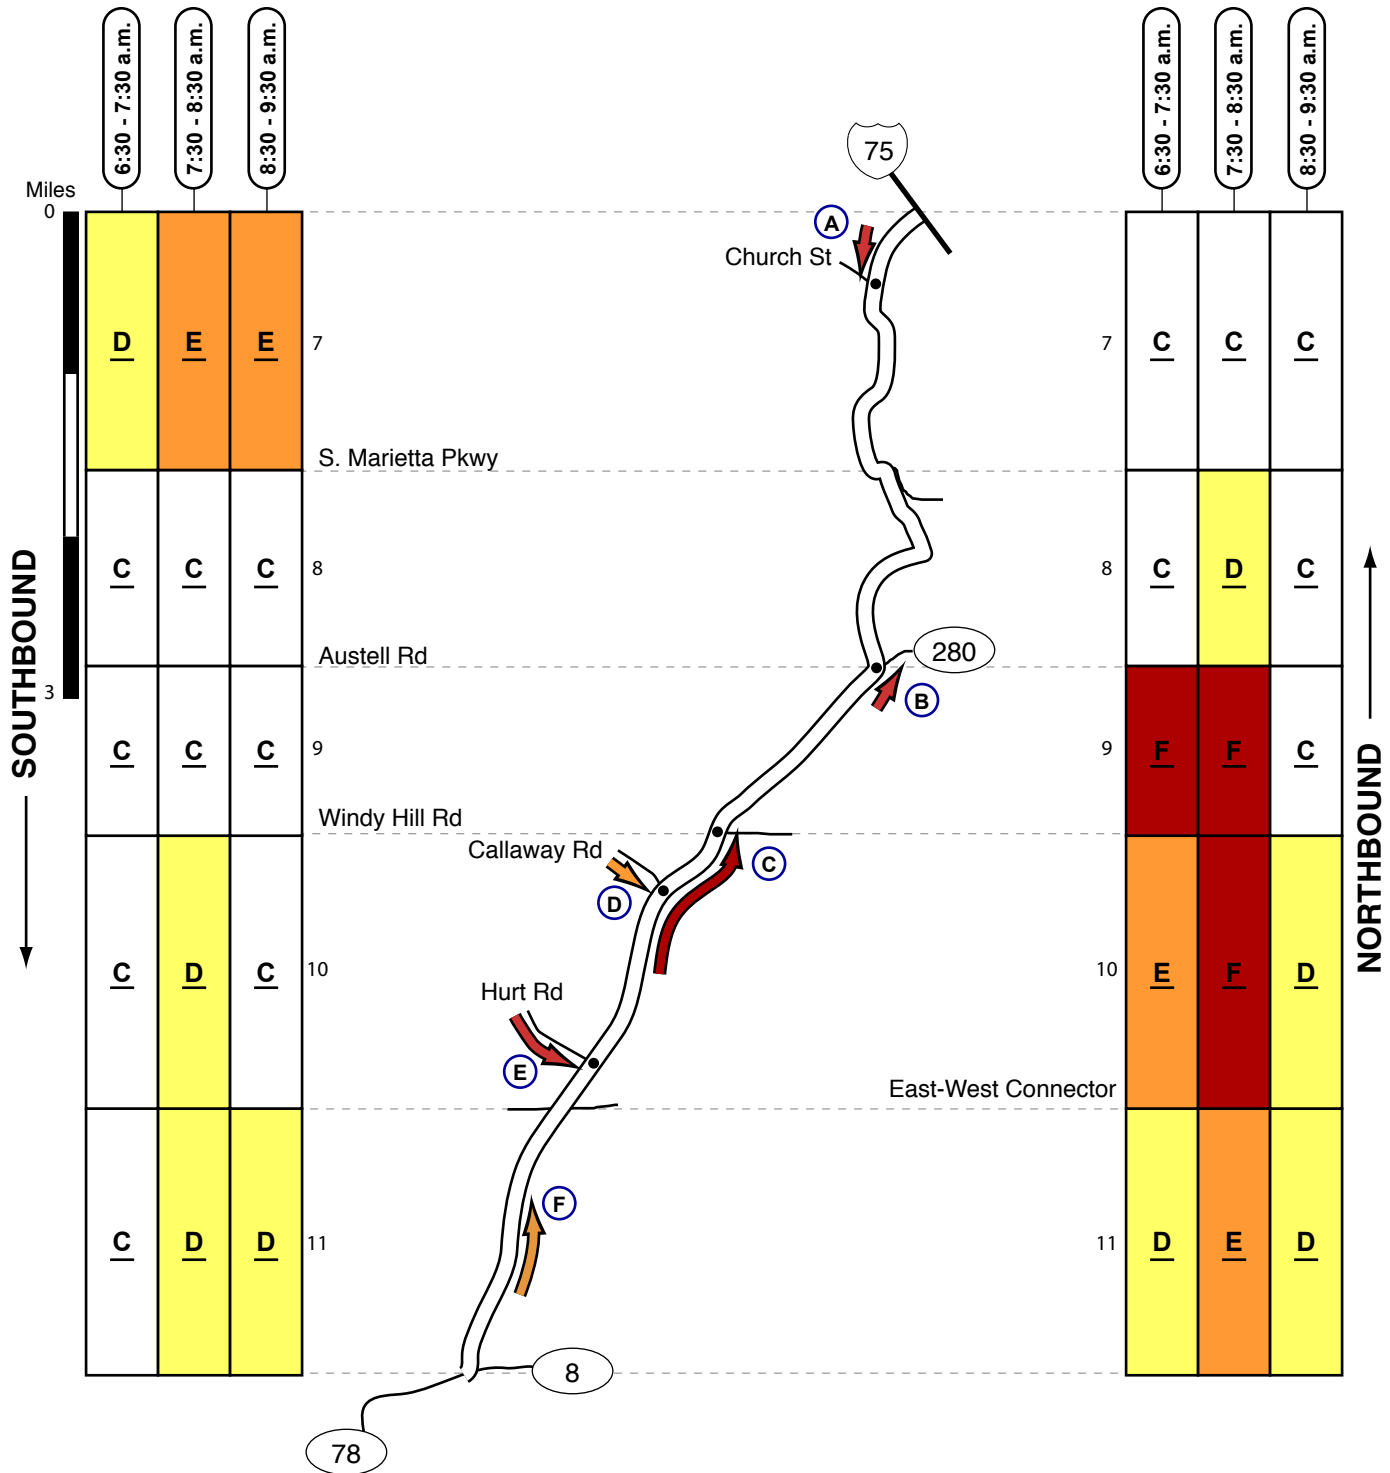 6:30 - 7:30 a.m.
7:30 - 8:30 a.m.
8:30 - 9:30 a.m.
6:30 - 7:30 a.m.
7:30 - 8:30 a.m.
8:30 - 9:30 a.m.
75
Miles
0
A
Church St
D E E 7
7 C C C
S. Marietta Pkwy
C C C 8
8 C D C
SOUTHBOUND
Austell Rd
280
3
B
C C C 9
9 F F C
NORTHBOUND
Windy Hill Rd
Callaway Rd
C
D
C D C 10
10 E F D
Hurt Rd
E
East-West Connector
F
C D D 11
11 D E D
8
78